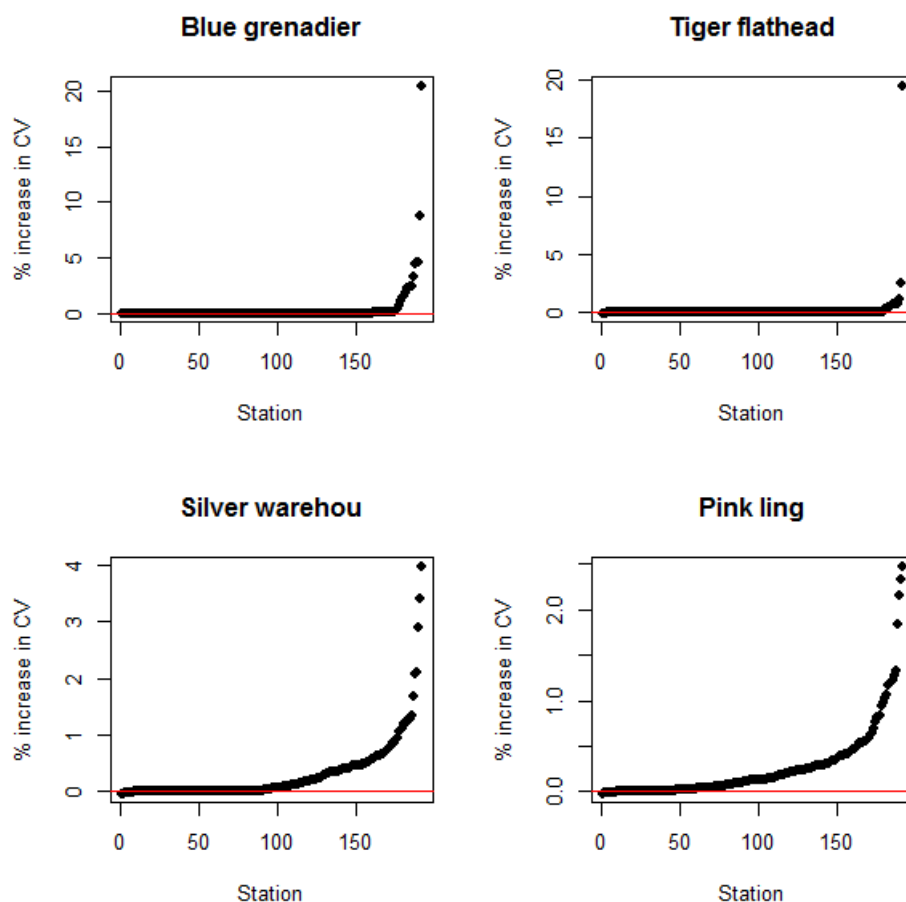 Blue grenadier
% increase in CV
20
15
10
5
0
0 50 100 150
Station
Tiger flathead
% increase in CV
20
15
10
5
0
0 50 100 150
Station
Silver warehou
% increase in CV
4
3
2
1
0
0 50 100 150
Station
Pink ling
% increase in CV
2.0
1.0
0.0
0 50 100 150
Station